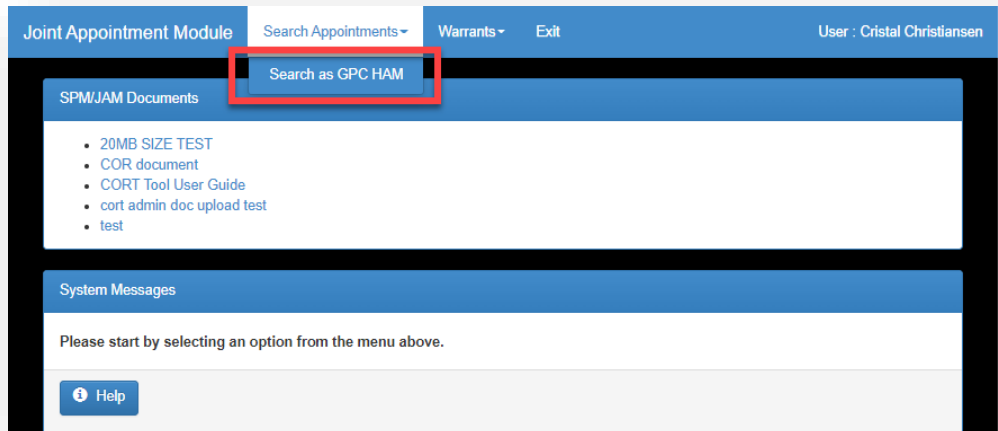 Joint Appointment Module Search Appointments Warrants Exit User : Cristal Christiansen
Search as GPC HAM
SPM/JAM Documents
20MB SIZE TEST
COR document
CORT Tool User Guide
cort admin doc upload test
test
System Messages
Please start by selecting an option from the menu above.
Help